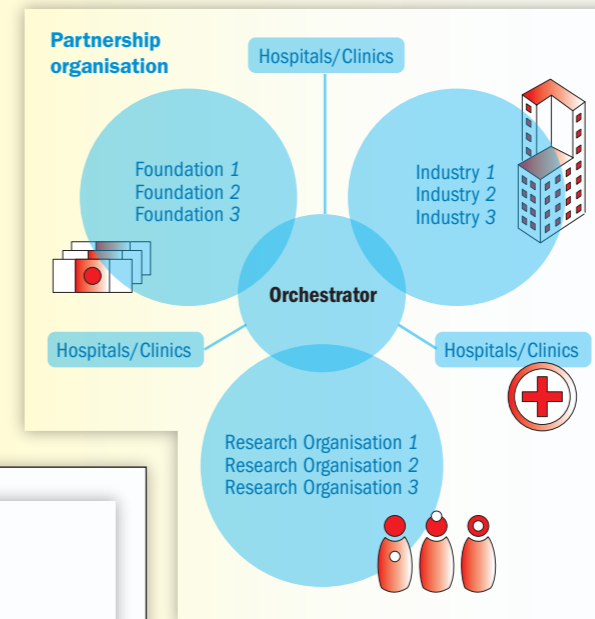 Partnership
organisation
Hospitals/Clinics
Foundation 1
Foundation 2
Foundation 3
Industry 1
Industry 2
Industry 3
Orchestrator
Hospitals/Clinics
Hospitals/Clinics
Research Organisation 1
Research Organisation 2
Research Organisation 3